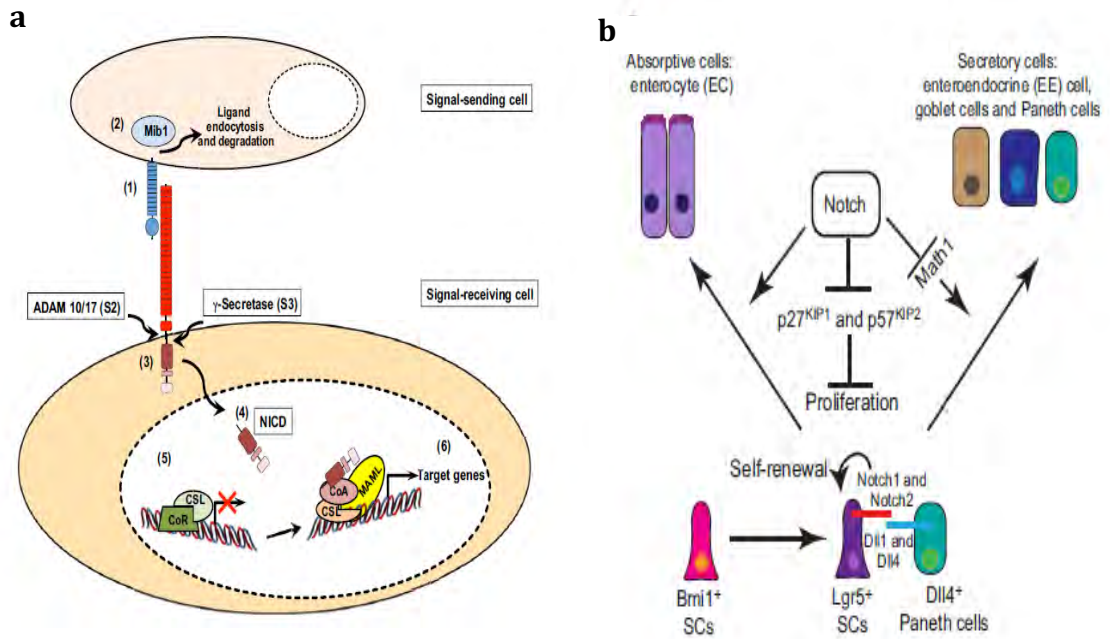 a
(2)
Mib1
Ligand
endocytosis
and degradation
Signal-sending cell
(1)
Signal-receiving cell
ADAM 10/17 (S2)
γ-Secretase (S3)
(3)
(4)
NICD
(5)
(6)
CSL
CoR
CoA
MAML
CSL
Target genes
b
Absorptive cells:
enterocyte (EC)
Secretory cells:
enteroendocrine (EE) cell,
goblet cells and Paneth cells
Notch
Math1
p27KIP1 and p57KIP2
Proliferation
Self-renewal
Notch1 and
Notch2
Dll1 and
Dll4
Bmi1+
SCs
Lgr5+
SCs
Dll4+
Paneth cells